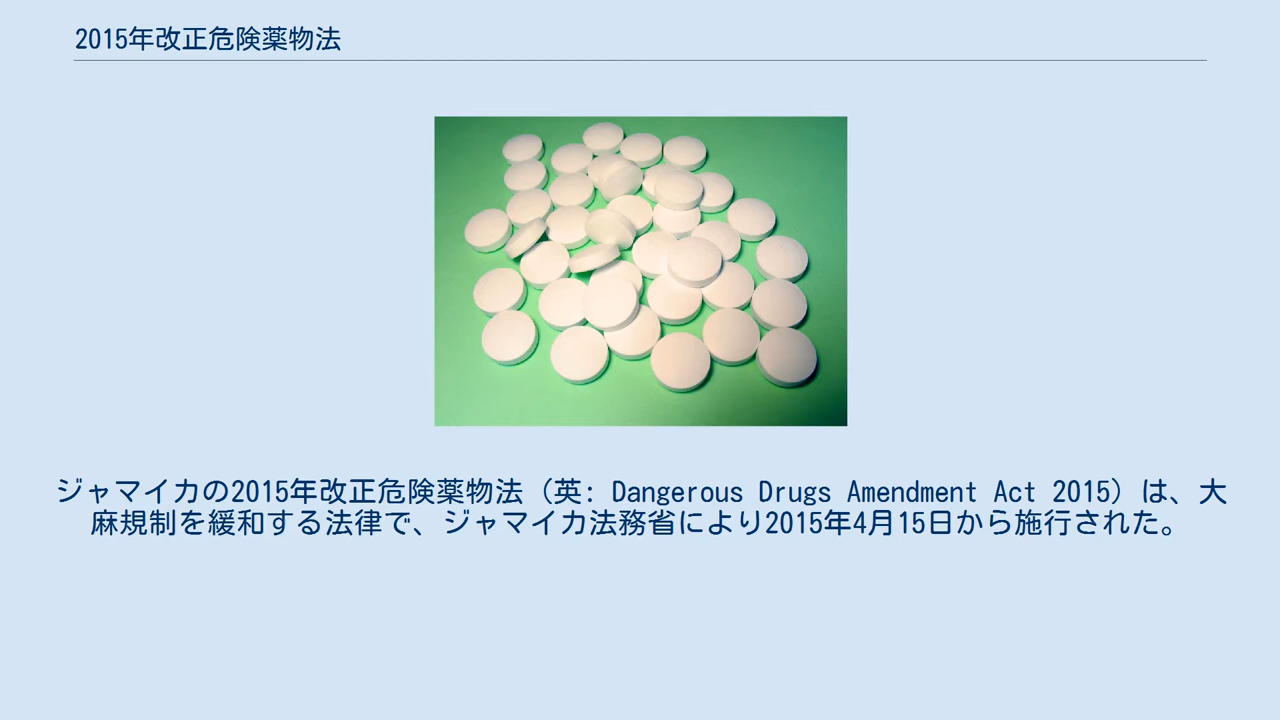 2015年改正危険薬物法
ジャマイカの2015年改正危険薬物法（英: Dangerous Drugs Amendment Act 2015）は、大
麻規制を緩和する法律で、ジャマイカ法務省により2015年4月15日から施行された。